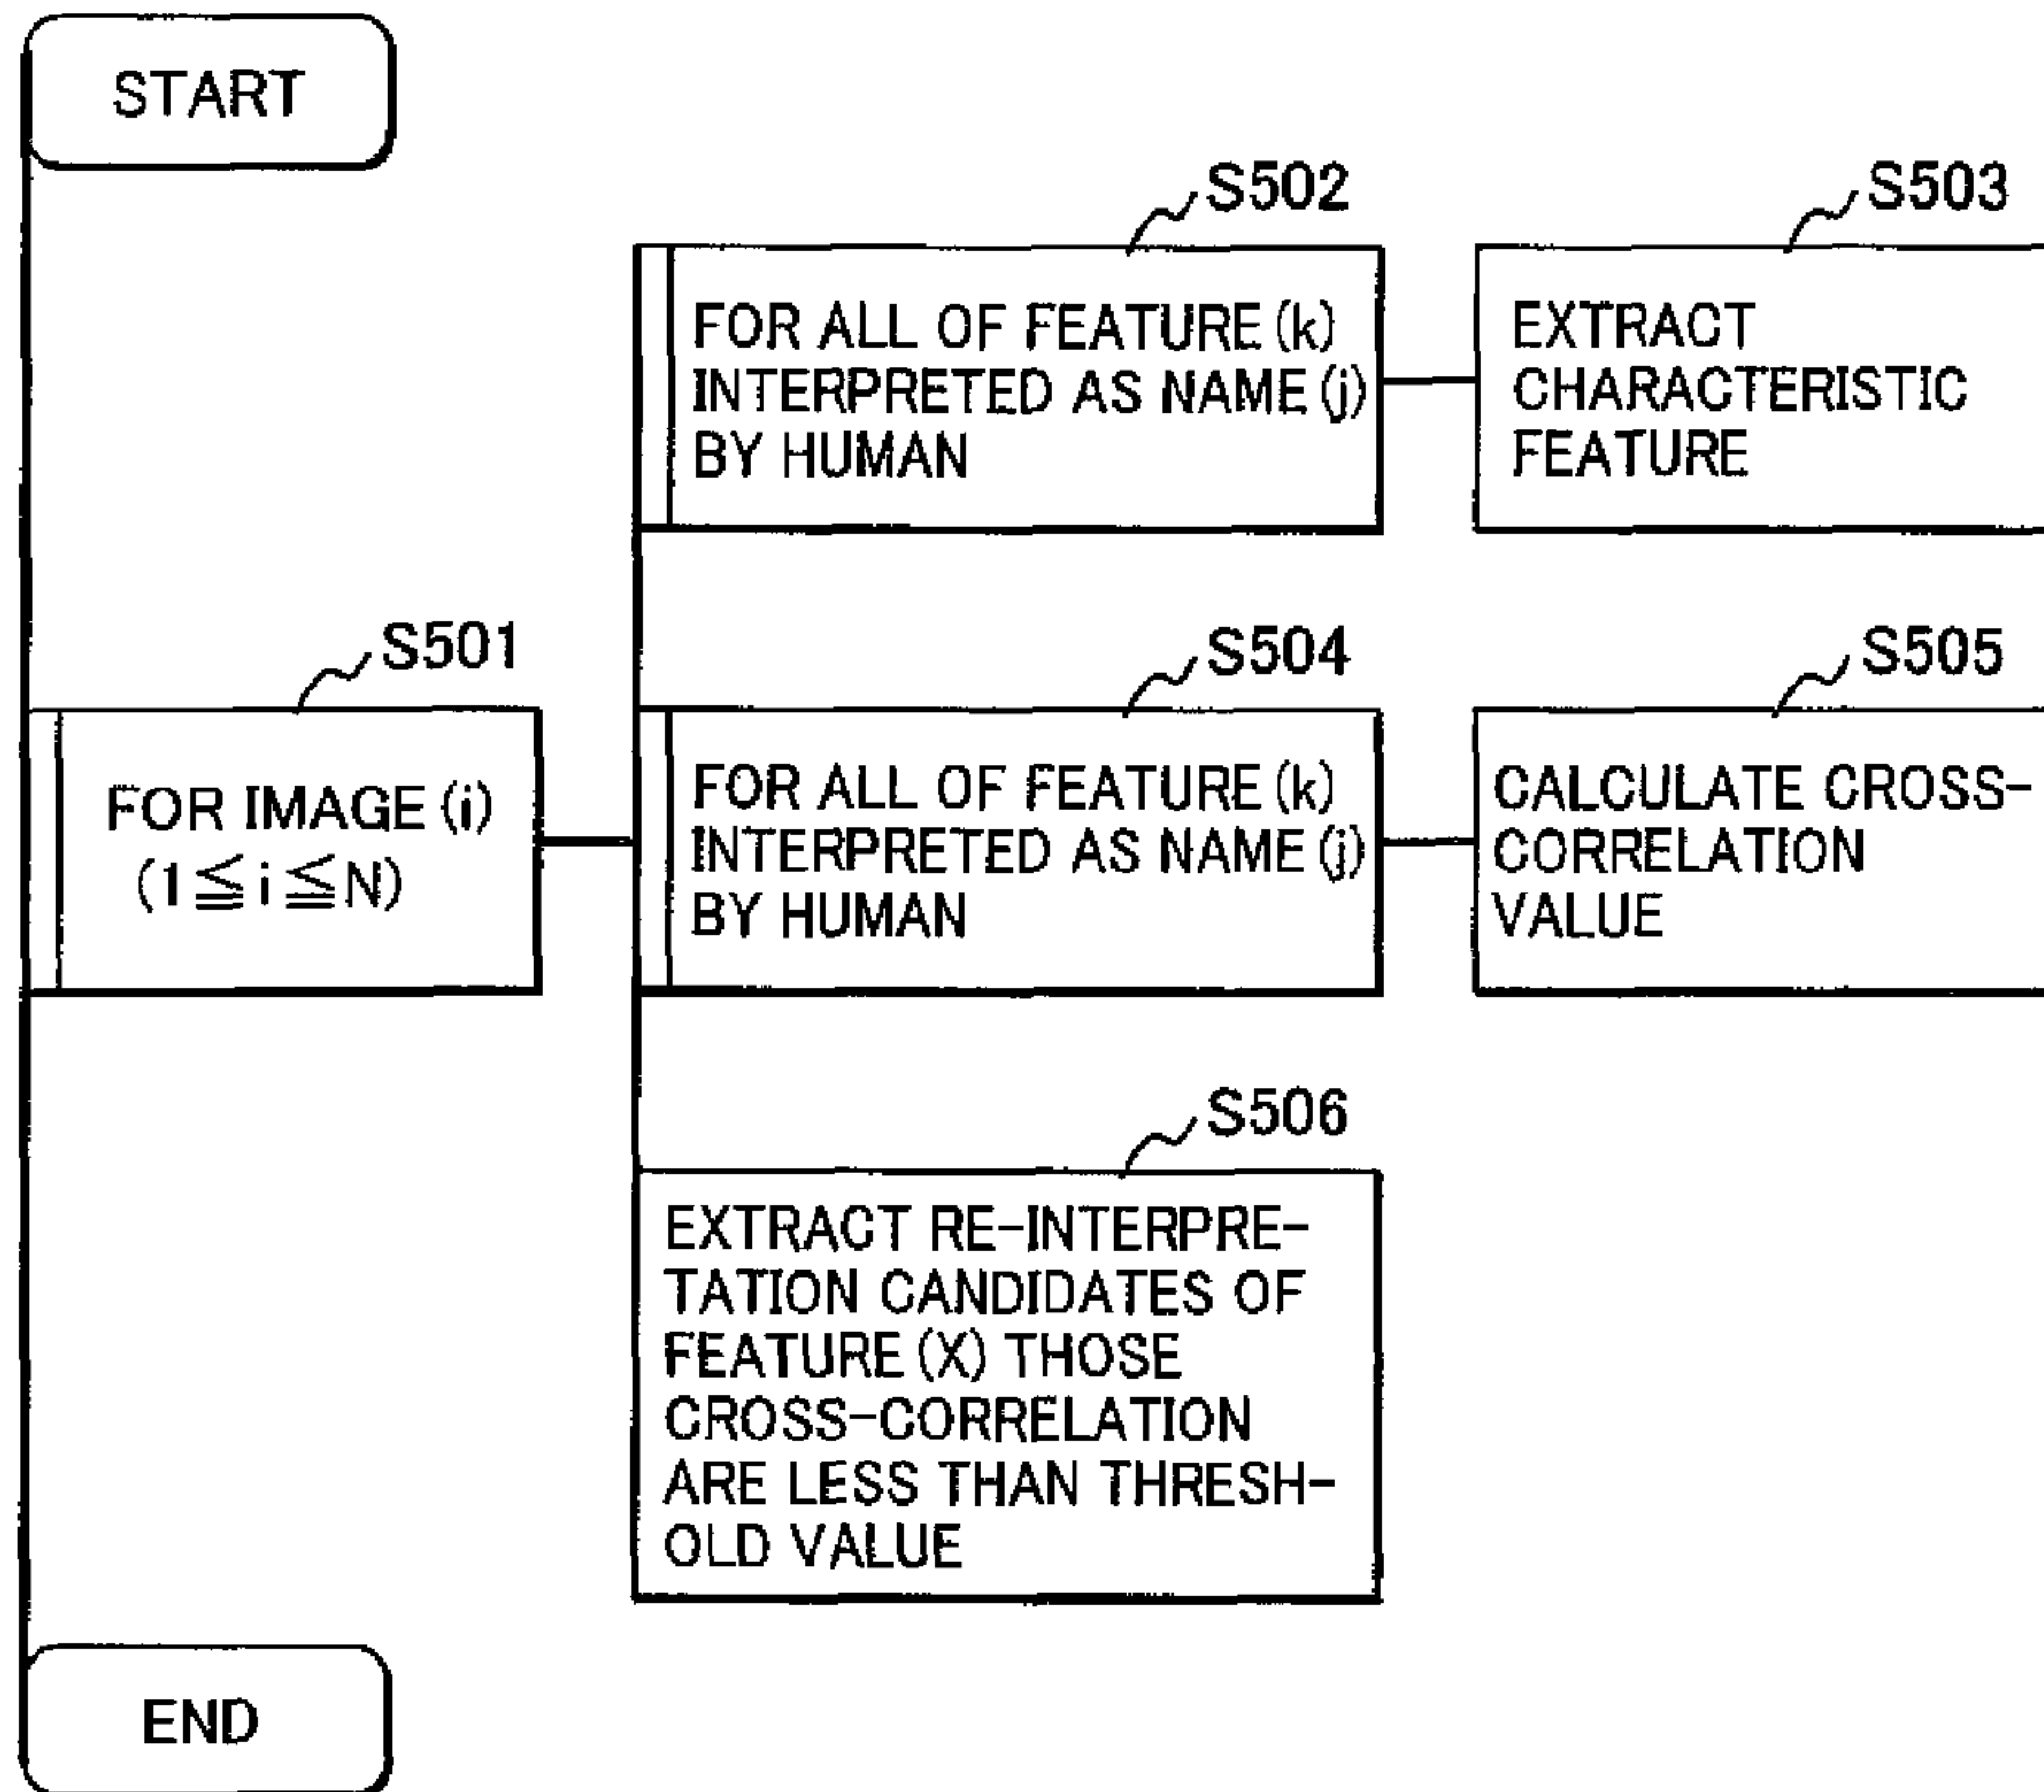 START
S502
FOR ALL OF FEATURE (k)
INTERPRETED AS NAME (j)
BY HUMAN
S503
EXTRACT
CHARACTERISTIC
FEATURE
S501
FOR IMAGE (i)
(1≦i≦N)
S504
FOR ALL OF FEATURE (k)
INTERPRETED AS NAME (j)
BY HUMAN
S505
CALCULATE CROSS-
CORRELATION
VALUE
S506
EXTRACT RE-INTERPRE-
TATION CANDIDATES OF
FEATURE (X) THOSE
CROSS-CORRELATION
ARE LESS THAN THRESH-
OLD VALUE
END